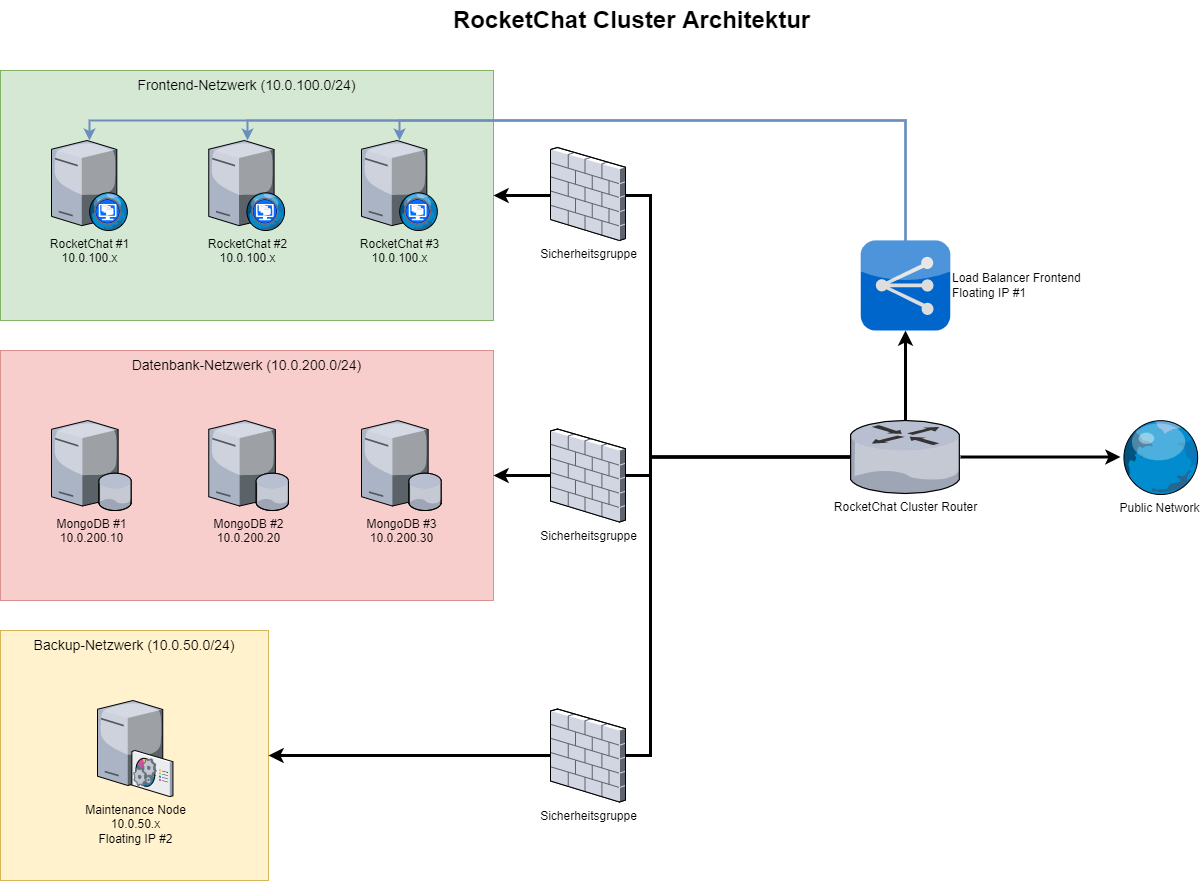 RocketChat Cluster Architektur
Frontend-Netzwerk (10.0.100.0/24)
RocketChat #1
10.0.100.x
RocketChat #2
10.0.100.x
RocketChat #3
10.0.100.x
Sicherheitsgruppe
Load Balancer Frontend
Floating IP #1
Datenbank-Netzwerk (10.0.200.0/24)
MongoDB #1
10.0.200.10
MongoDB #2
10.0.200.20
MongoDB #3
10.0.200.30
Sicherheitsgruppe
RocketChat Cluster Router
Public Network
Backup-Netzwerk (10.0.50.0/24)
Maintenance Node
10.0.50.x
Floating IP #2
Sicherheitsgruppe